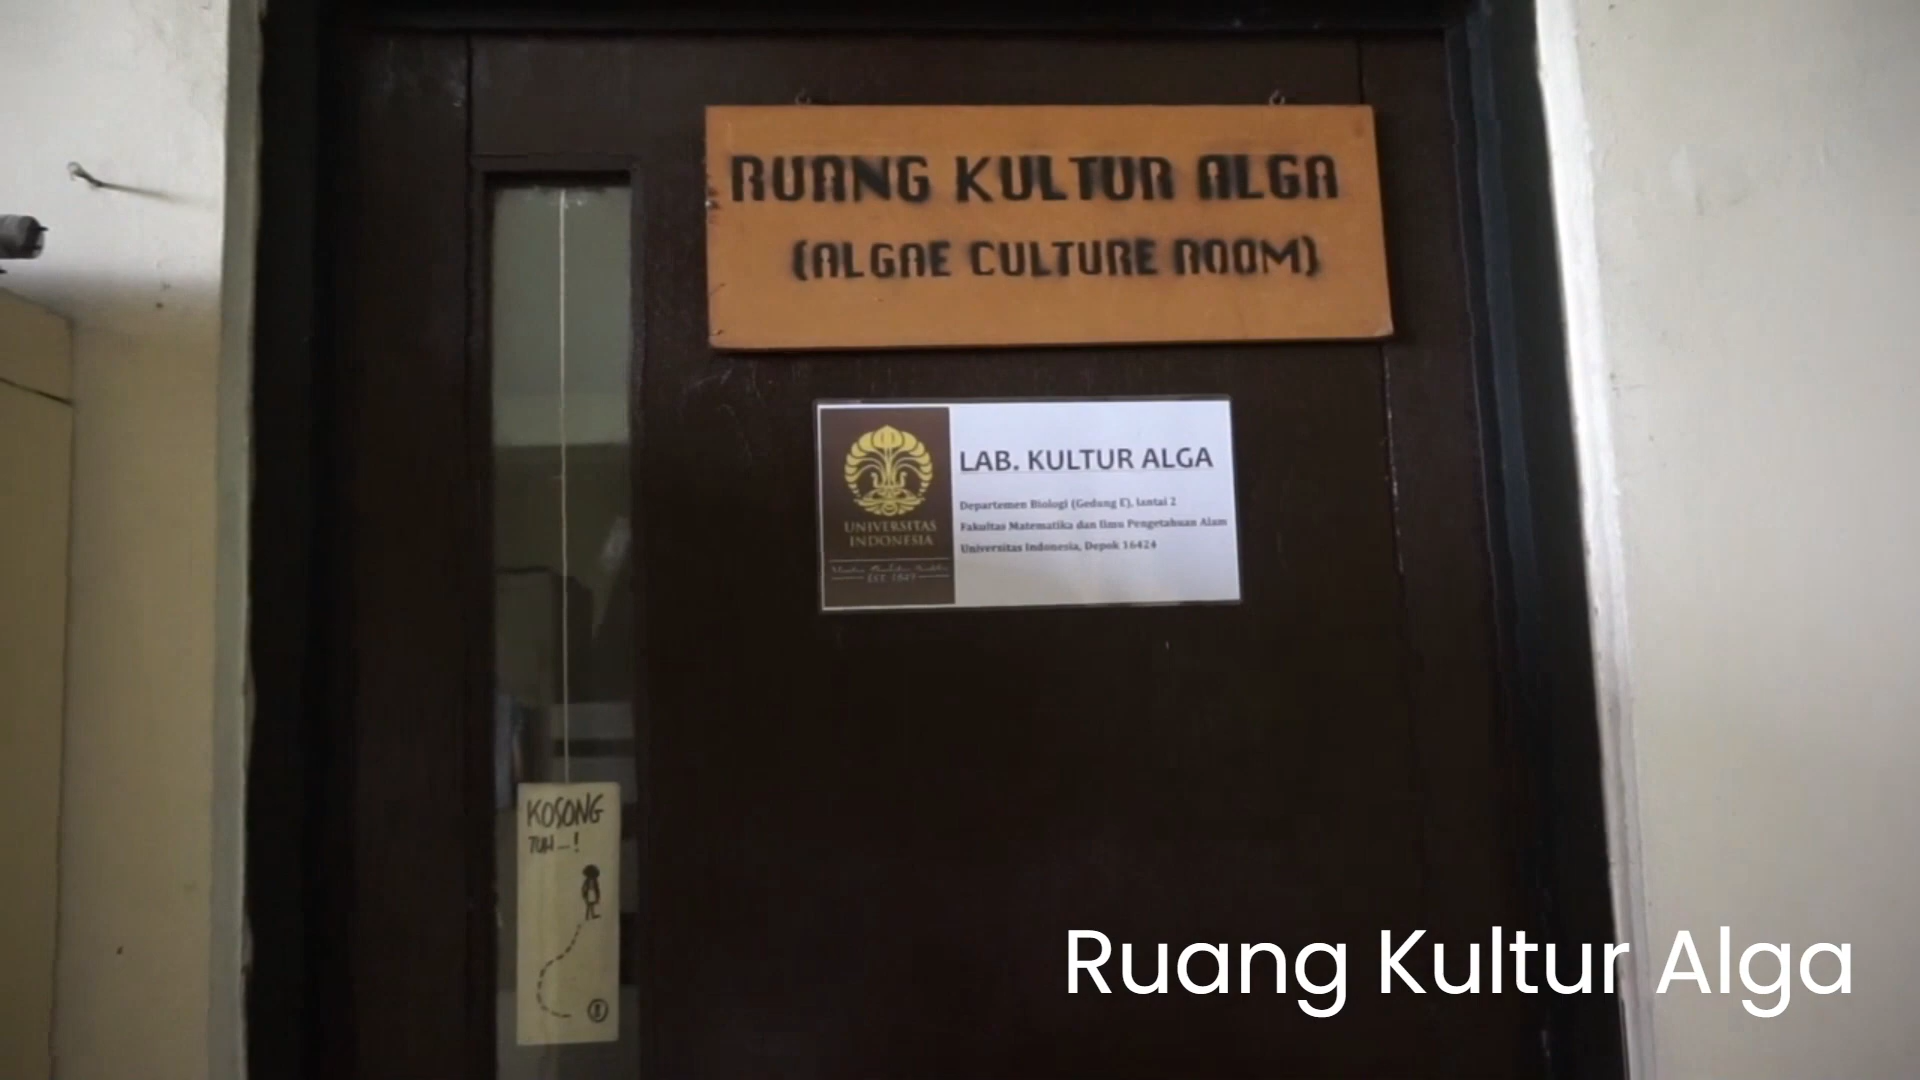 RUANG KULTUR ALGA
(ALGAE CULTURE ROOM)
LAB. KULTUR ALGA
Departemen Biologi (Gedung E), lantai 2
Fakultas Matematika dan Ilmu Pengetahuan Alam
Universitas Indonesia, Depok 16424
UNIVERSITAS
INDONESIA
KOSONG
TUH...!
Ruang Kultur Alga